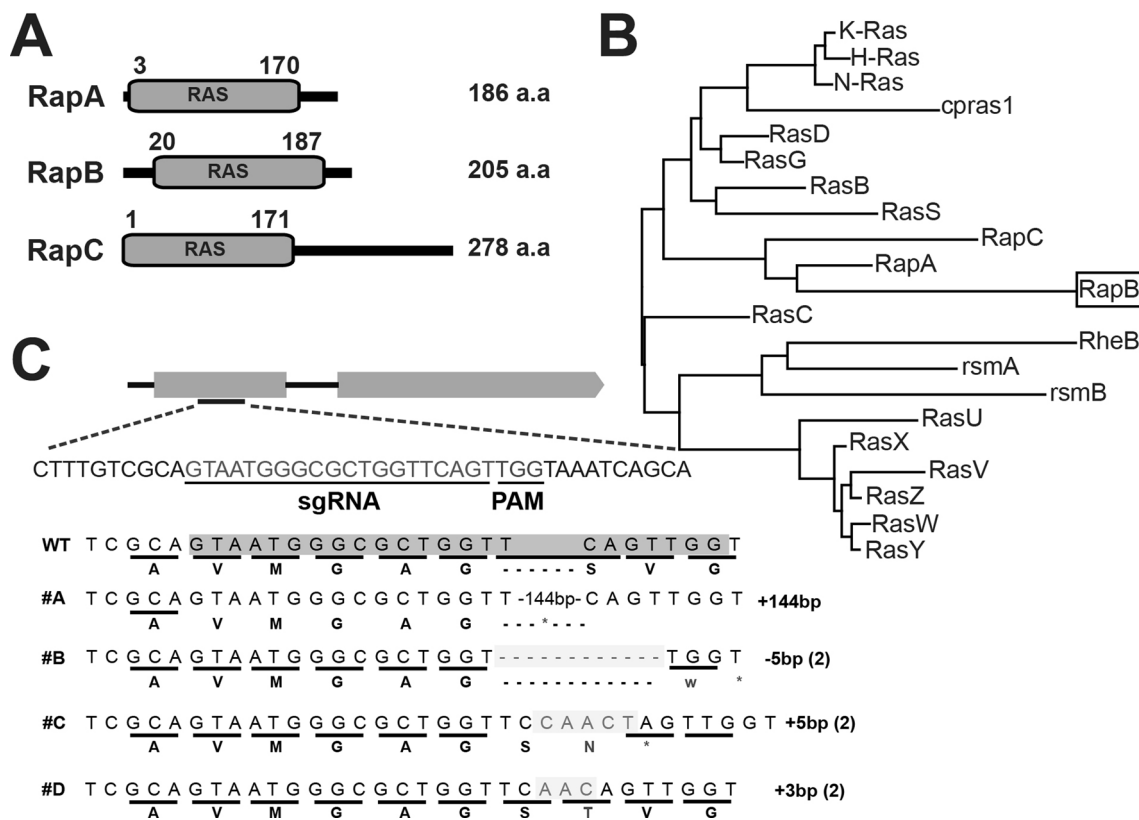 A
3 170
RapA RAS 186 a.a
20 187
RapB RAS 205 a.a
1 171
RapC RAS 278 a.a
B
K-Ras
H-Ras
N-Ras
cpras1
RasD
RasG
RasB
RasS
RapC
RapA
RapB
RasC
RheB
rsmA
rsmB
RasU
RasX
RasV
RasZ
RasW
RasY
C
CTTTGTCGCAGTAATGGGCGCTGGTTCAGTTGGTAAATCAGCA
sgRNA PAM
WT T C G C A G T A A T G G G C G C T G G T T C A G T T G G T
A V M G A G - - - - - - S V G
#A T C G C A G T A A T G G G C G C T G G T T -144bp- C A G T T G G T +144bp
A V M G A G - - - * - - -
#B T C G C A G T A A T G G G C G C T G G T - - - - - - - - - - - - - T G G T -5bp (2)
A V M G A G - - - - - - - - - - - - w *
#C T C G C A G T A A T G G G C G C T G G T T C C A A C T A G T T G G T +5bp (2)
A V M G A G S N *
#D T C G C A G T A A T G G G C G C T G G T T C A A C A G T T G G T +3bp (2)
A V M G A G S T V G